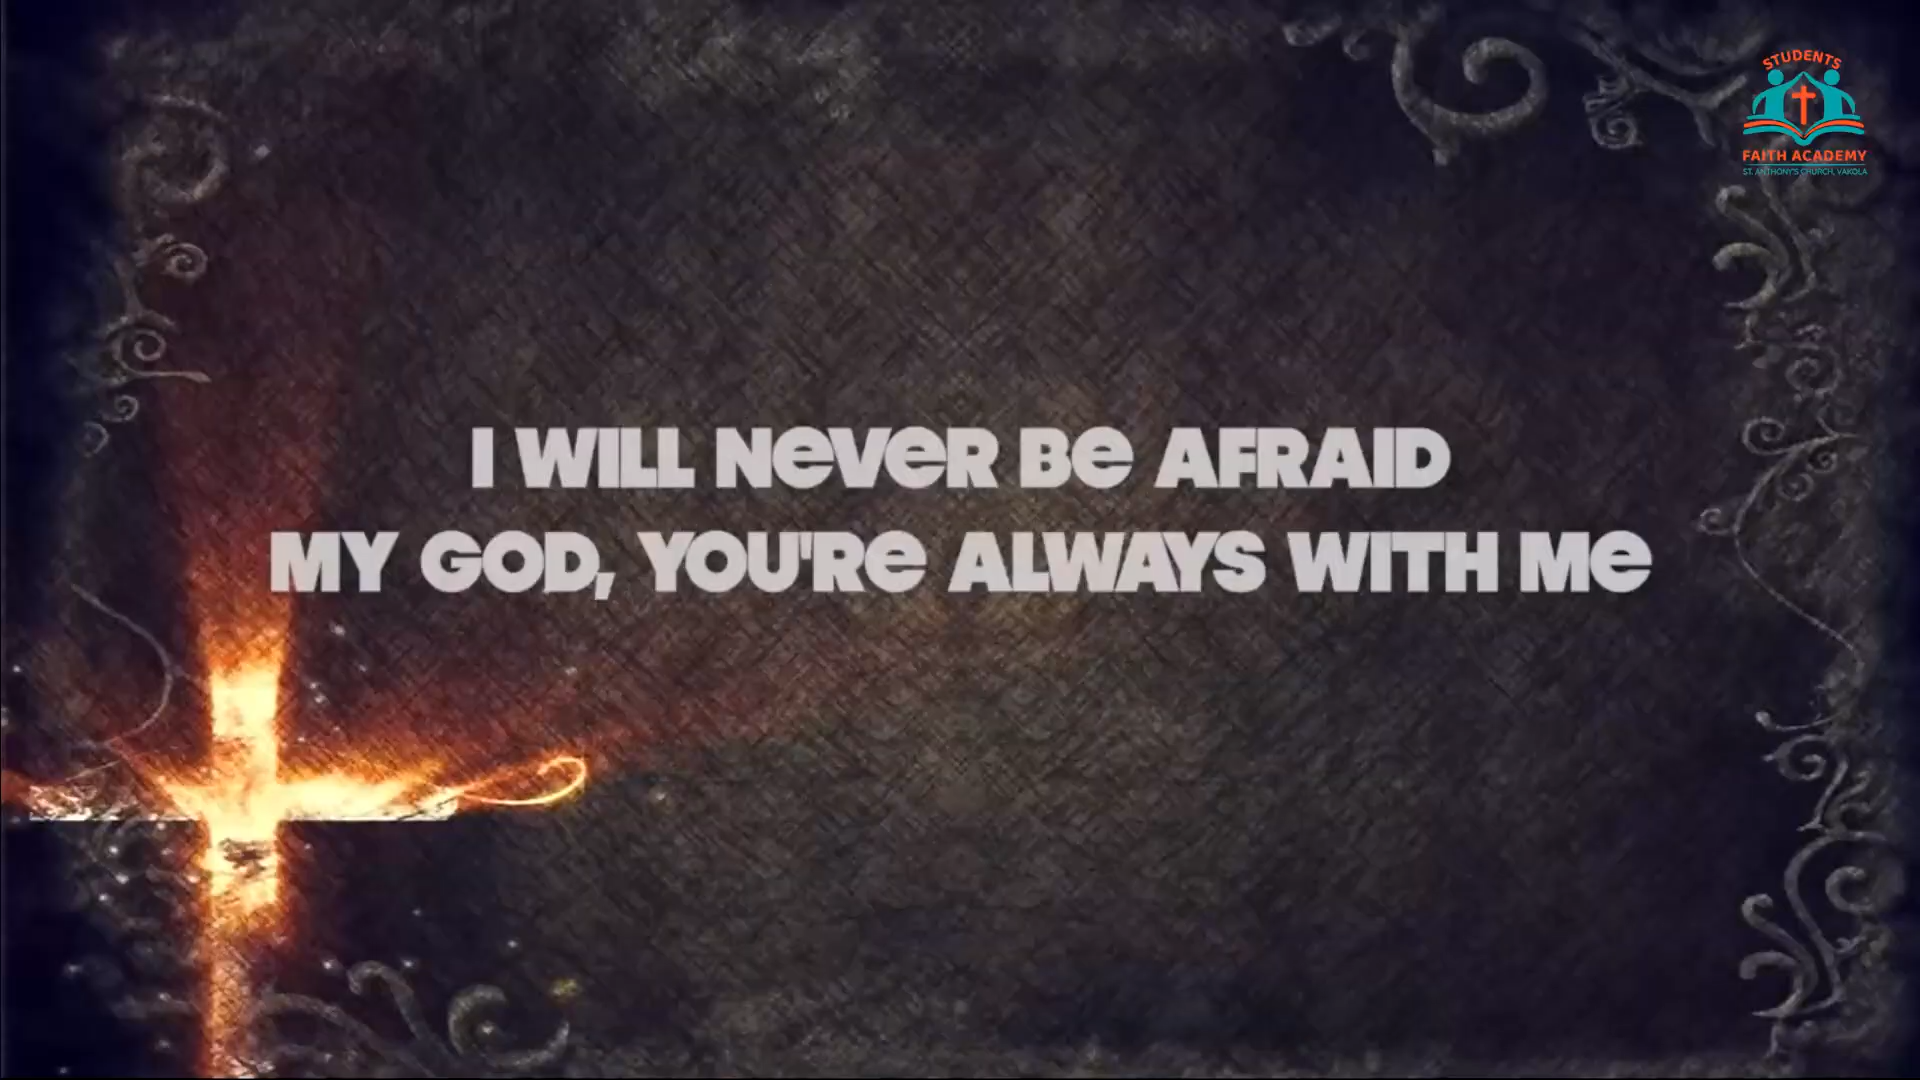 STUDENTS
FAITH ACADEMY
ST. ANTHONY'S CHURCH, VAKOLA
I WILL NeVeR Be AFRAID
MY GOD, YOU'Re ALWAYS WITH Me